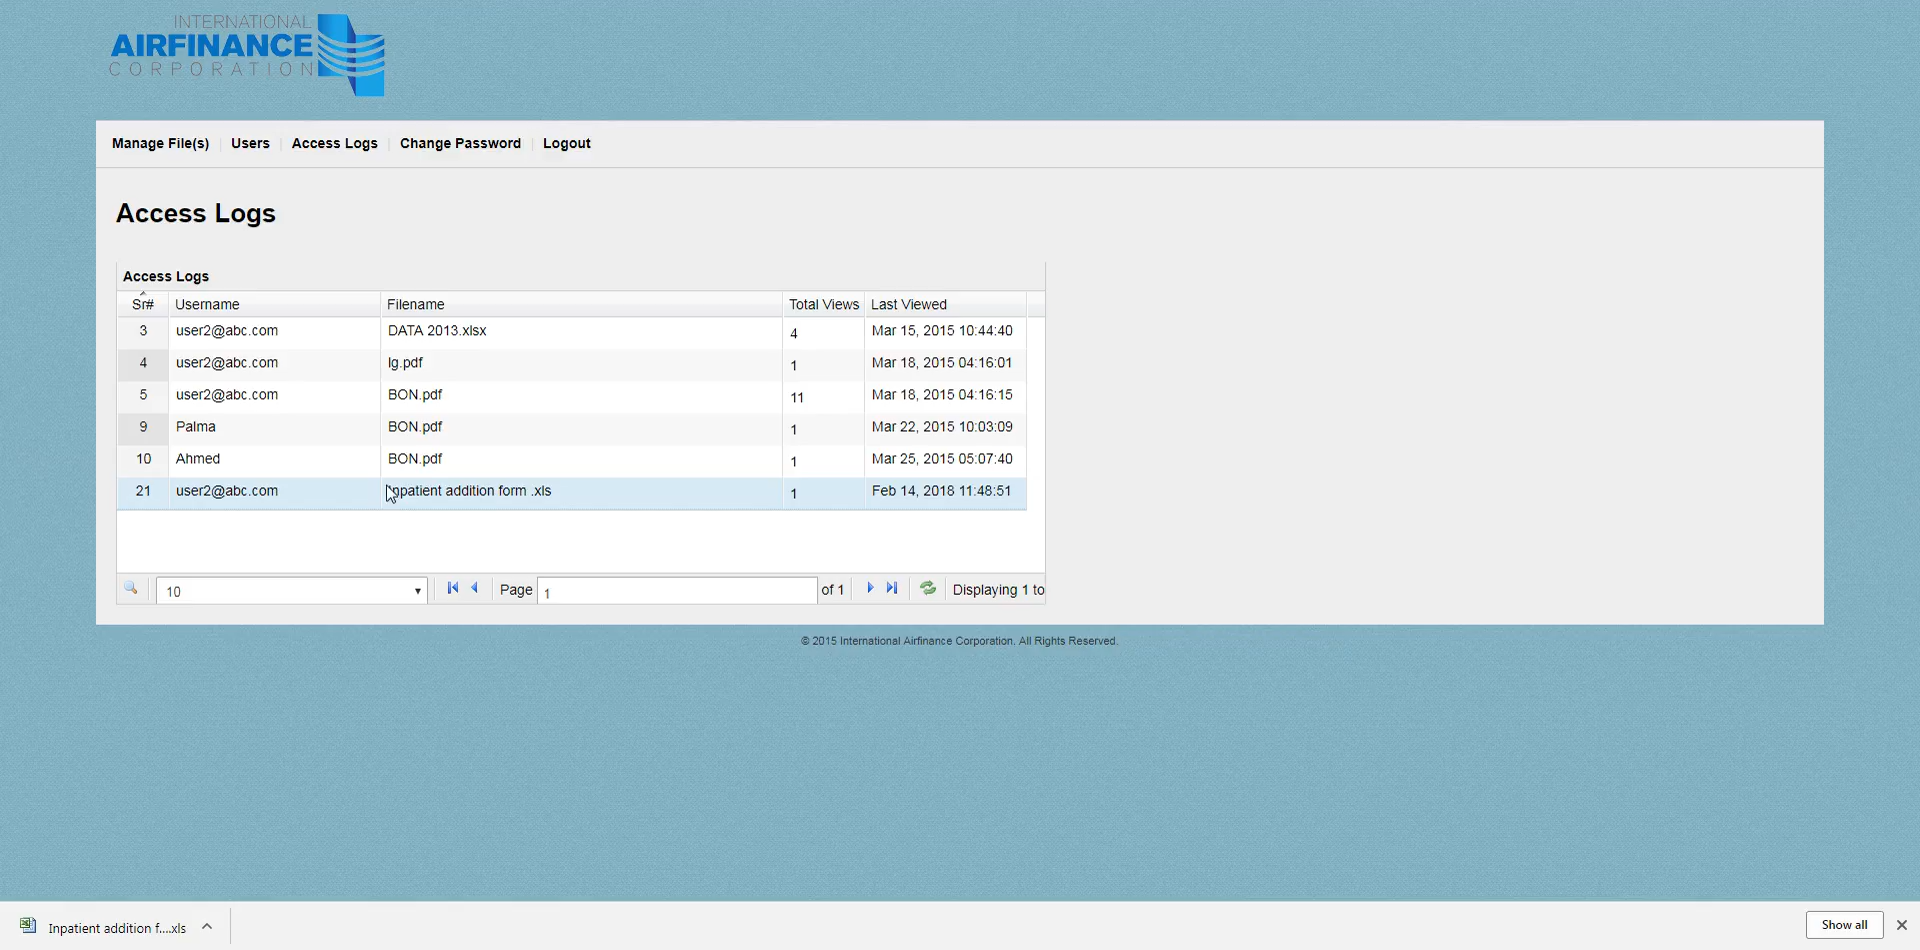 INTERNATIONAL
AIRFINANCE
CORPORATION
Manage File(s) Users Access Logs Change Password Logout
Access Logs
Access Logs
Sr# Username Filename Total Views Last Viewed
3 user2@abc.com DATA 2013.xlsx 4 Mar 15, 2015 10:44:40
4 user2@abc.com lg.pdf 1 Mar 18, 2015 04:16:01
5 user2@abc.com BON.pdf 11 Mar 18, 2015 04:16:15
9 Palma BON.pdf 1 Mar 22, 2015 10:03:09
10 Ahmed BON.pdf 1 Mar 25, 2015 05:07:40
21 user2@abc.com Inpatient addition form .xls 1 Feb 14, 2018 11:48:51
10 Page 1 of 1 Displaying 1 to
© 2015 International Airfinance Corporation. All Rights Reserved.
Inpatient addition f....xls Show all